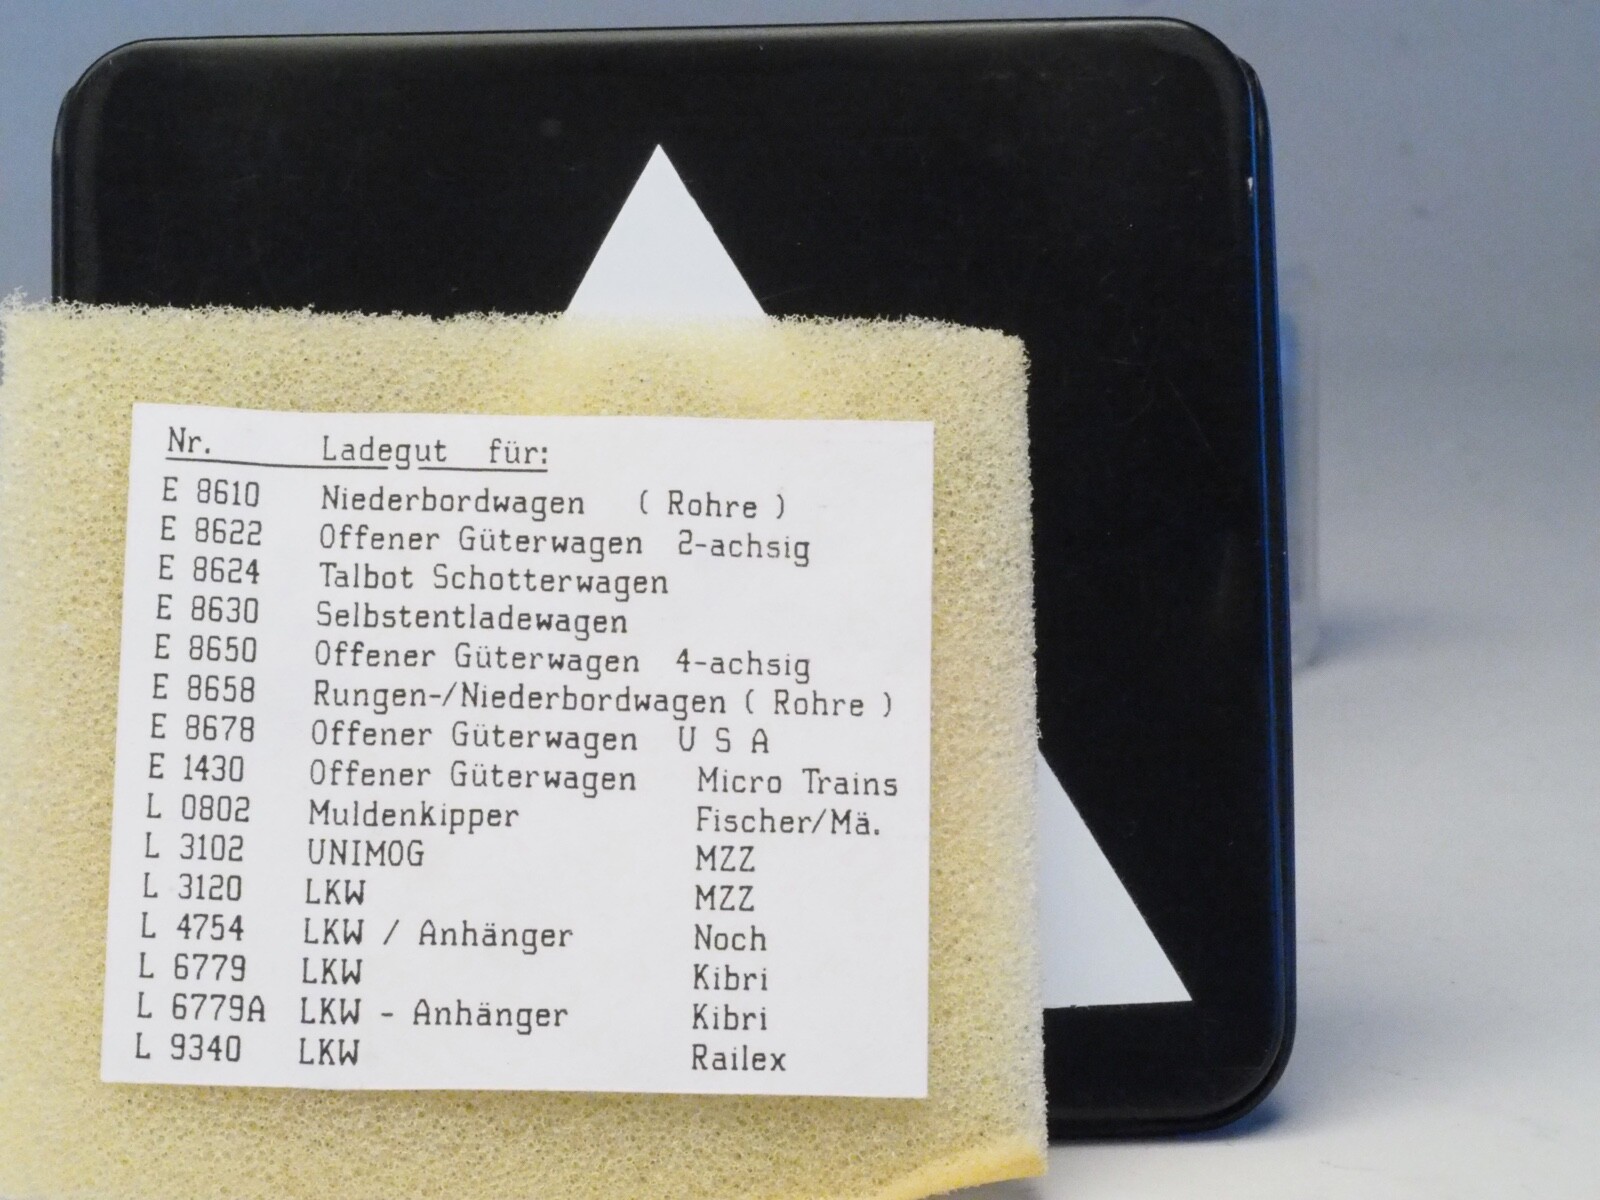 Nr. Ladegut für:
E 8610 Niederbordwagen ( Rohre )
E 8622 Offener Güterwagen 2-achsig
E 8624 Talbot Schotterwagen
E 8630 Selbstentladewagen
E 8650 Offener Güterwagen 4-achsig
E 8658 Rungen-/Niederbordwagen ( Rohre )
E 8678 Offener Güterwagen U S A
E 1430 Offener Güterwagen Micro Trains
L 0802 Muldenkipper Fischer/Mä.
L 3102 UNIMOG MZZ
L 3120 LKW MZZ
L 4754 LKW / Anhänger Noch
L 6779 LKW Kibri
L 6779A LKW - Anhänger Kibri
L 9340 LKW Railex